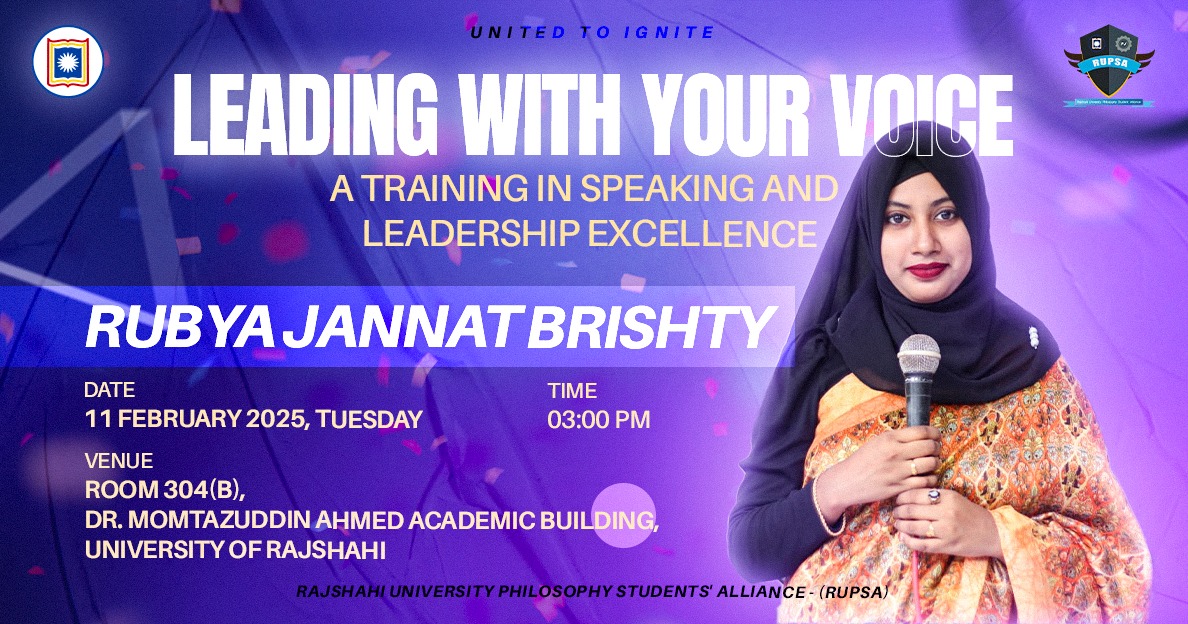 UNITED TO IGNITE
RUPSA
LEADING WITH YOUR VOICE
A TRAINING IN SPEAKING AND
LEADERSHIP EXCELLENCE
RUBYA JANNAT BRISHTY
DATE
11 FEBRUARY 2025, TUESDAY
TIME
03:00 PM
VENUE
ROOM 304(B),
DR. MOMTAZUDDIN AHMED ACADEMIC BUILDING,
UNIVERSITY OF RAJSHAHI
RAJSHAHI UNIVERSITY PHILOSOPHY STUDENTS' ALLIANCE - (RUPSA)